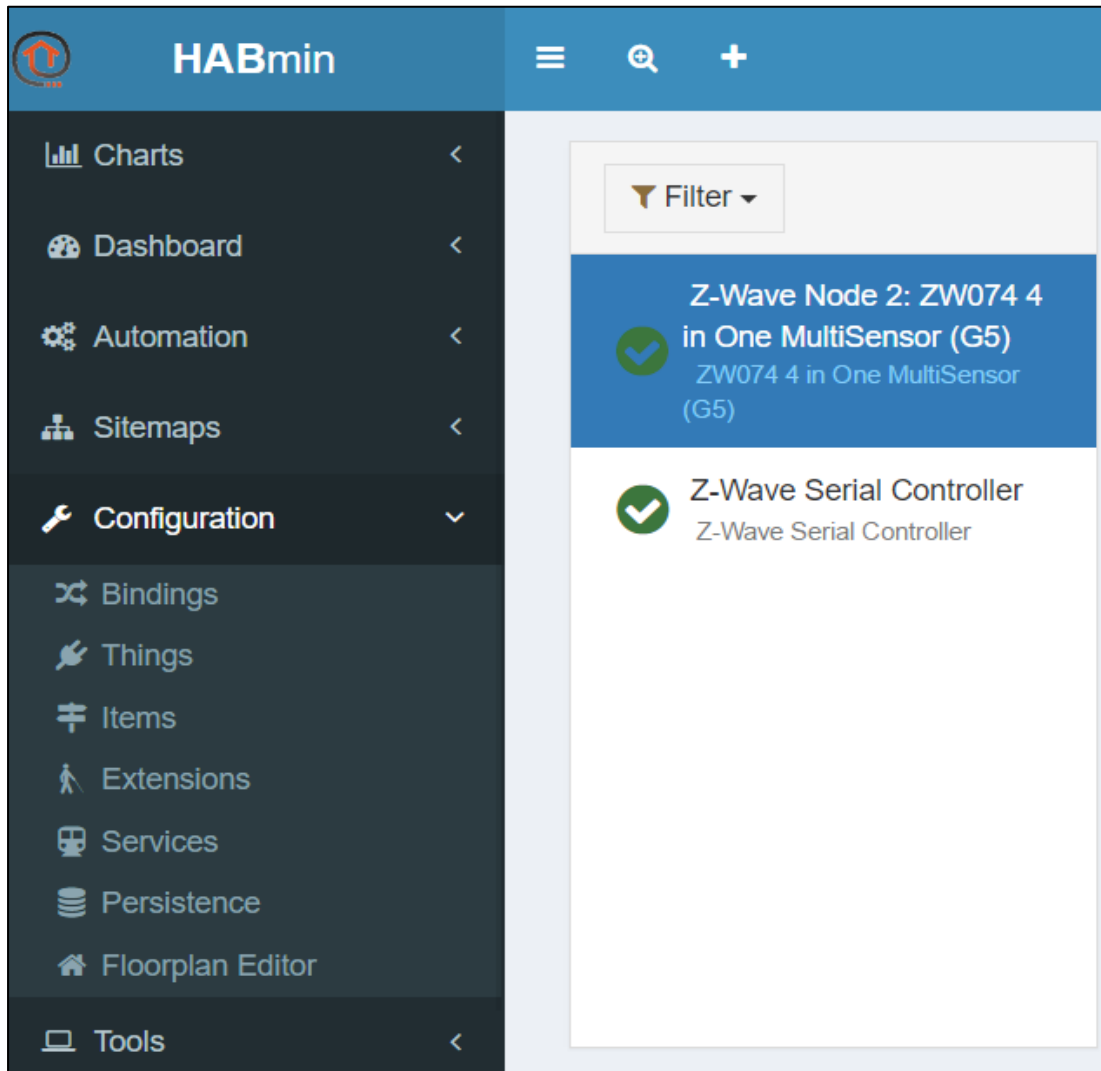 HABmin
Charts
Dashboard
Automation
Sitemaps
Configuration
Bindings
Things
Items
Extensions
Services
Persistence
Floorplan Editor
Tools
Filter
Z-Wave Node 2: ZW074 4
in One MultiSensor (G5)
ZW074 4 in One MultiSensor
(G5)
Z-Wave Serial Controller
Z-Wave Serial Controller